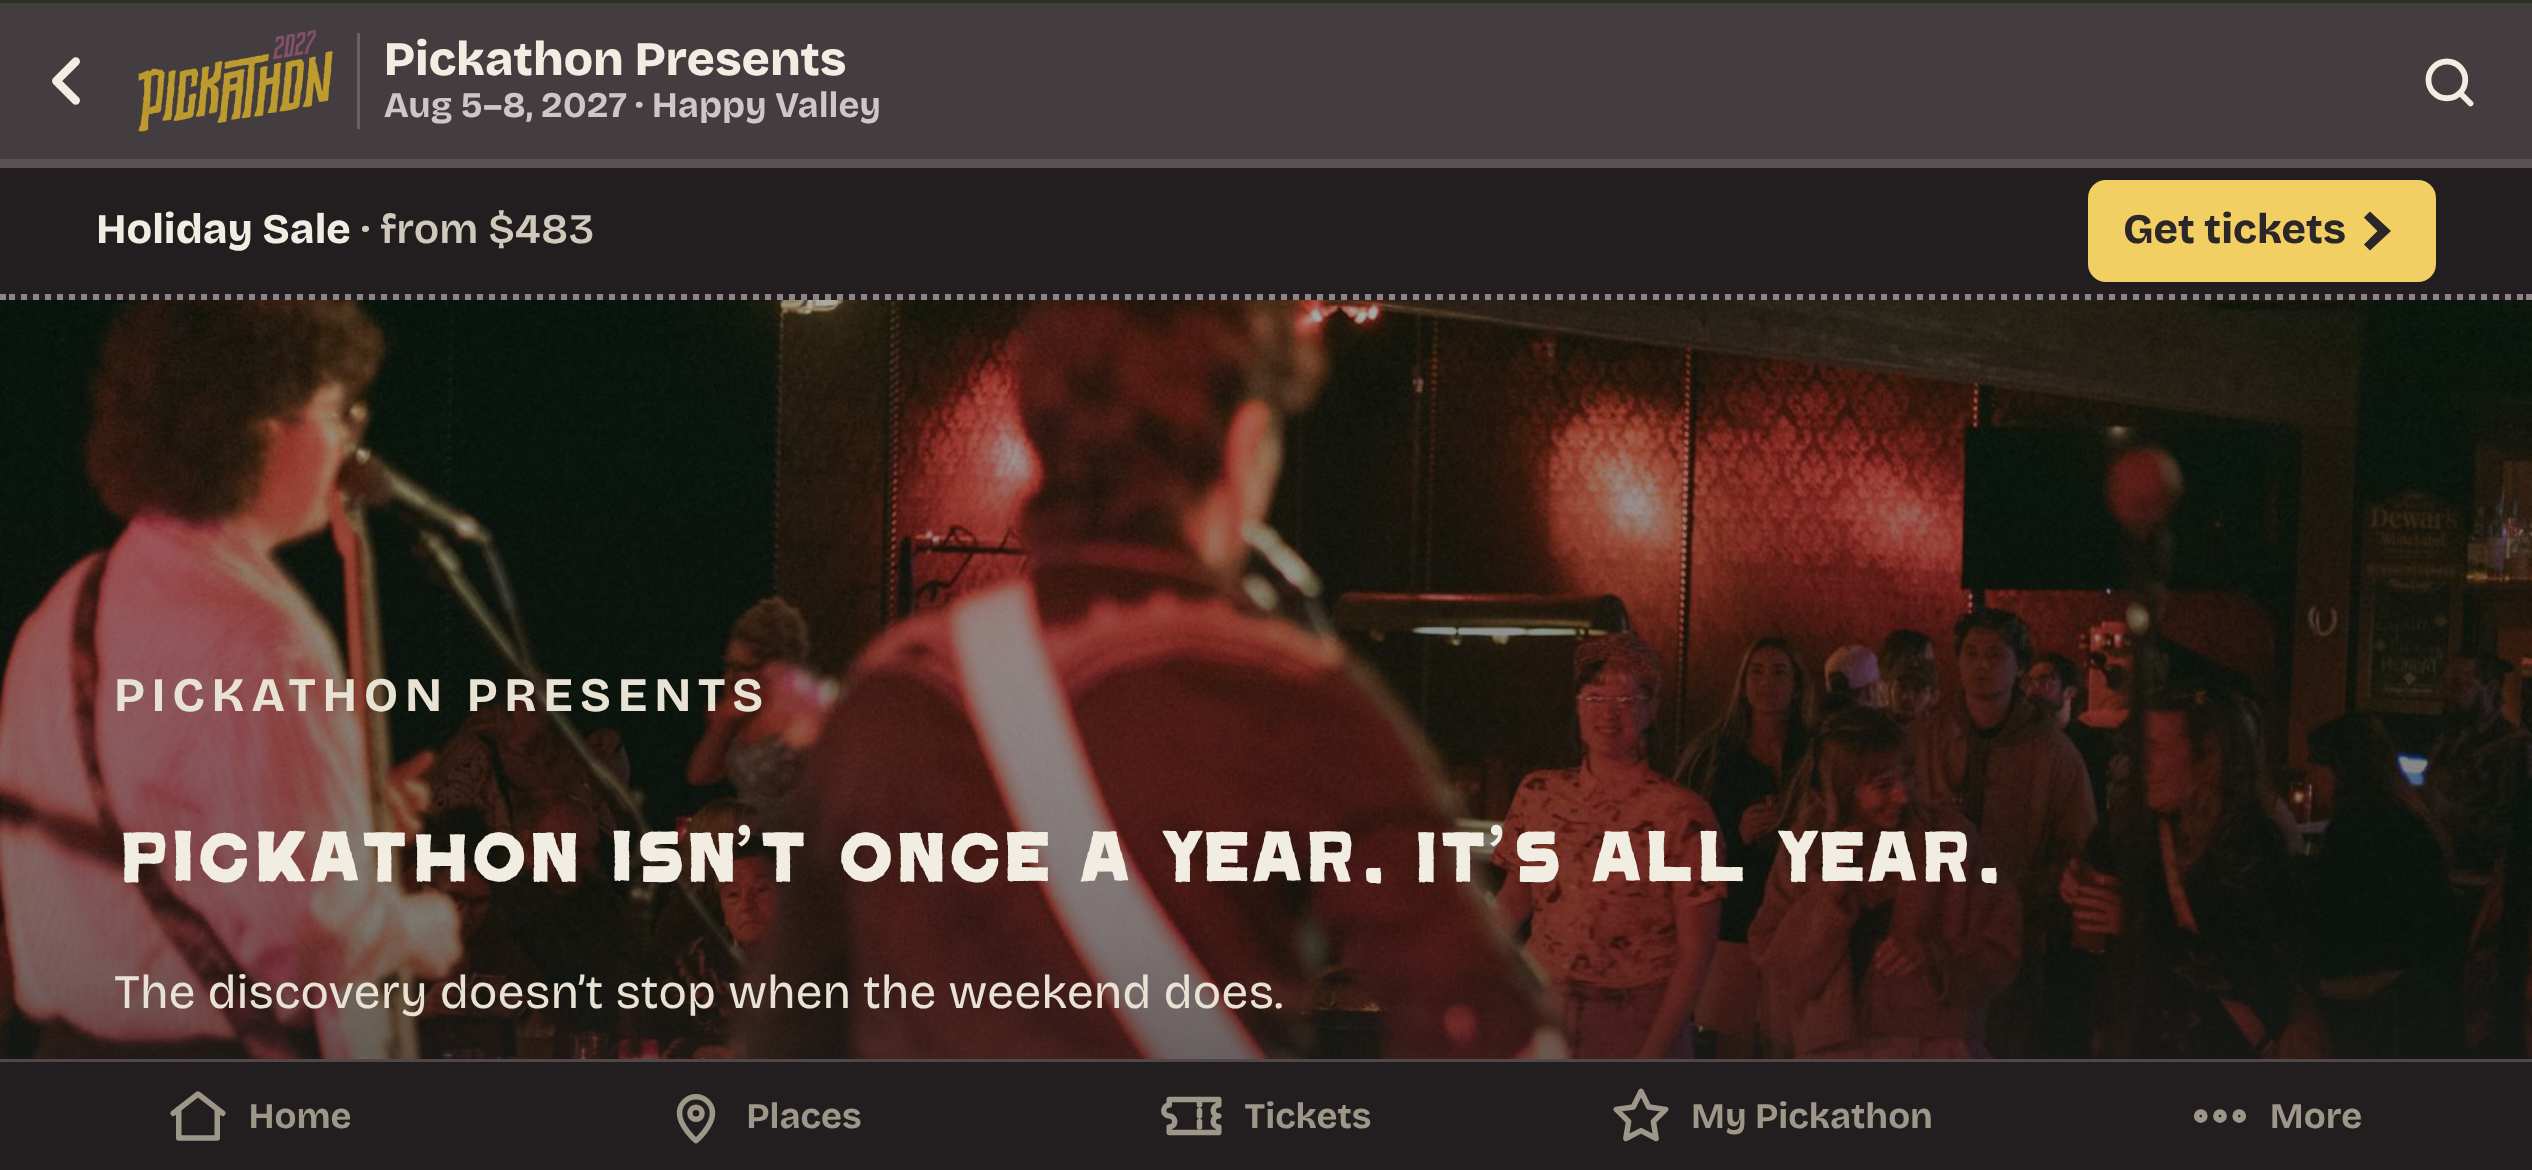 2027
PICKATHON
Pickathon Presents
Aug 5–8, 2027 · Happy Valley
Holiday Sale · from $483
Get tickets
Dewar's
PICKATHON PRESENTS
PICKATHON ISN’T ONCE A YEAR. IT’S ALL YEAR.
The discovery doesn’t stop when the weekend does.
Home
Places
Tickets
My Pickathon
More